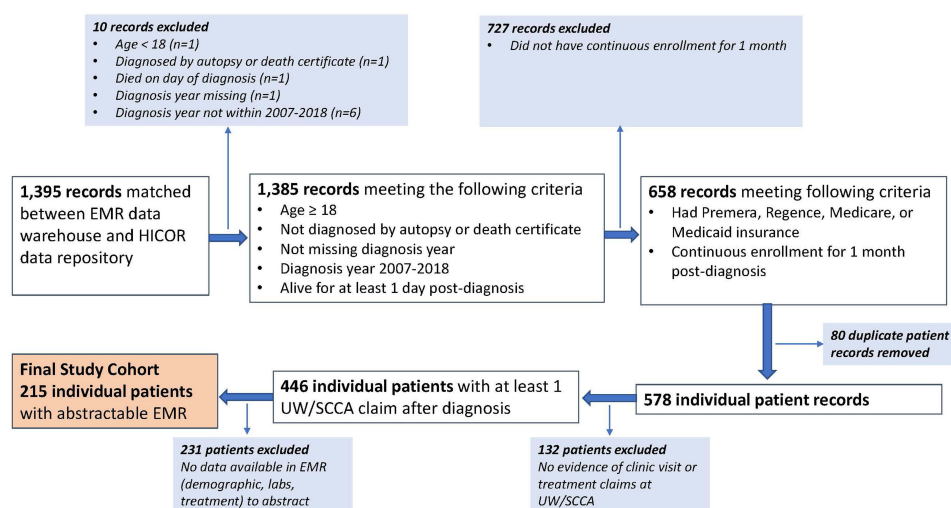 10 records excluded
• Age < 18 (n=1)
• Diagnosed by autopsy or death certificate (n=1)
• Died on day of diagnosis (n=1)
• Diagnosis year missing (n=1)
• Diagnosis year not within 2007-2018 (n=6)
727 records excluded
• Did not have continuous enrollment for 1 month
1,395 records matched
between EMR data
warehouse and HICOR
data repository
1,385 records meeting the following criteria
• Age ≥ 18
• Not diagnosed by autopsy or death certificate
• Not missing diagnosis year
• Diagnosis year 2007-2018
• Alive for at least 1 day post-diagnosis
658 records meeting following criteria
• Had Premera, Regence, Medicare, or
Medicaid insurance
• Continuous enrollment for 1 month
post-diagnosis
80 duplicate patient
records removed
578 individual patient records
132 patients excluded
No evidence of clinic visit or
treatment claims at
UW/SCCA
446 individual patients with at least 1
UW/SCCA claim after diagnosis
231 patients excluded
No data available in EMR
(demographic, labs,
treatment) to abstract
Final Study Cohort
215 individual patients
with abstractable EMR